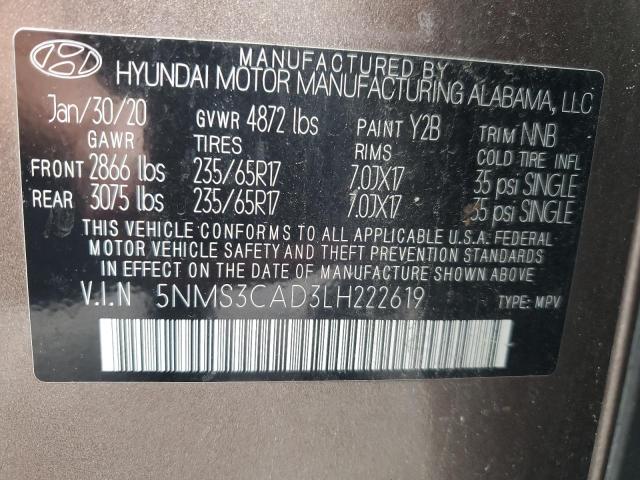 MANUFACTURED BY
HYUNDAI MOTOR MANUFACTURING ALABAMA, LLC
Jan/30/20 GVWR 4872 lbs PAINT Y2B TRIM NNB
GAWR TIRES RIMS COLD TIRE INFL
FRONT 2866 lbs 235/65R17 7.0JX17 35 psi SINGLE
REAR 3075 lbs 235/65R17 7.0JX17 35 psi SINGLE
THIS VEHICLE CONFORMS TO ALL APPLICABLE U.S.A. FEDERAL
MOTOR VEHICLE SAFETY AND THEFT PREVENTION STANDARDS
IN EFFECT ON THE DATE OF MANUFACTURE SHOWN ABOVE.
V.I.N 5NMS3CAD3LH222619 TYPE: MPV